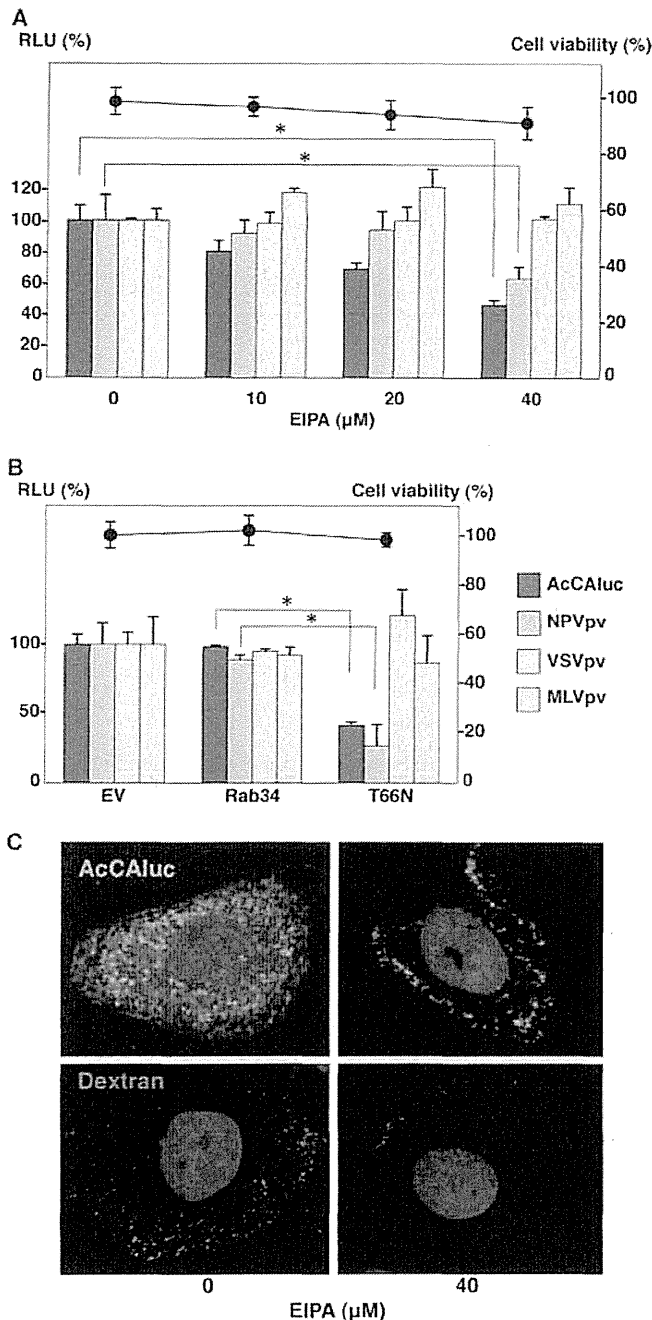 A
RLU (%)
Cell viability (%)
*
*
120
100
80
60
40
20
0
100
80
60
40
20
0
0
10
20
40
EIPA (µM)
B
RLU (%)
Cell viability (%)
*
*
100
50
0
100
80
60
40
20
0
EV
Rab34
T66N
AcCAluc
NPVpv
VSVpv
MLVpv
C
AcCAluc
Dextran
0
40
EIPA (µM)